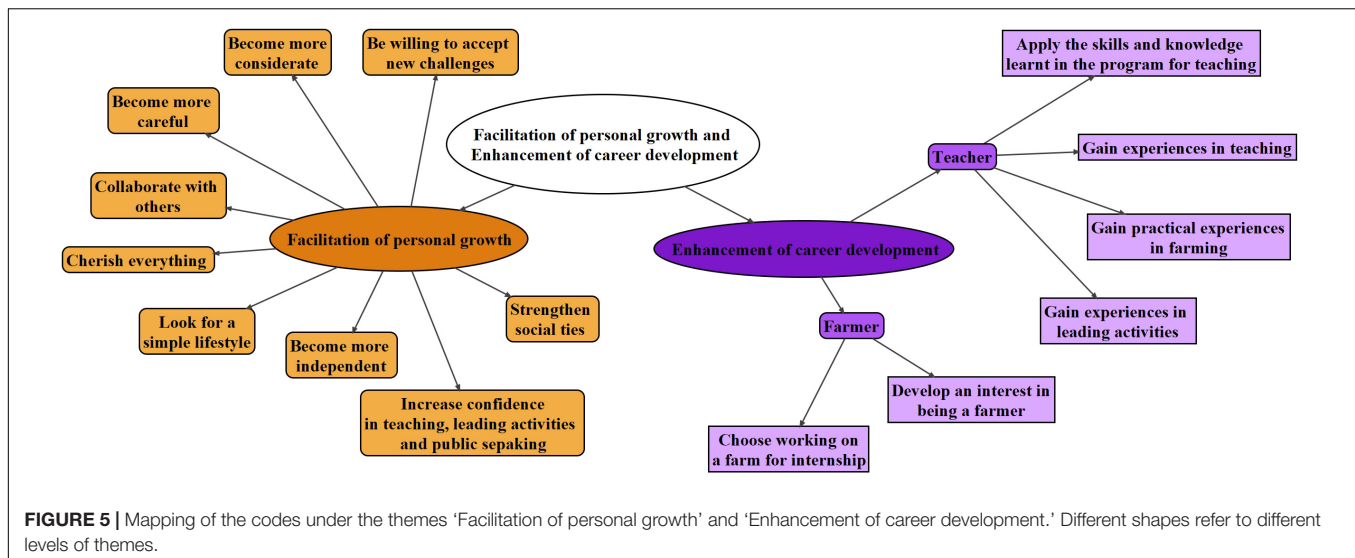 Become more
considerate
Be willing to accept
new challenges
Become more
careful
Collaborate with
others
Cherish everything
Look for a
simple lifestyle
Become more
independent
Increase confidence
in teaching, leading activities
and public sepaking
Strengthen
social ties
Facilitation of personal growth
Facilitation of personal growth and
Enhancement of career development
Enhancement of career development
Teacher
Apply the skills and knowledge
learnt in the program for teaching
Gain experiences in teaching
Gain practical experiences
in farming
Gain experiences in
leading activities
Farmer
Develop an interest in
being a farmer
Choose working on
a farm for internship
FIGURE 5 | Mapping of the codes under the themes ‘Facilitation of personal growth’ and ‘Enhancement of career development.’ Different shapes refer to different
levels of themes.